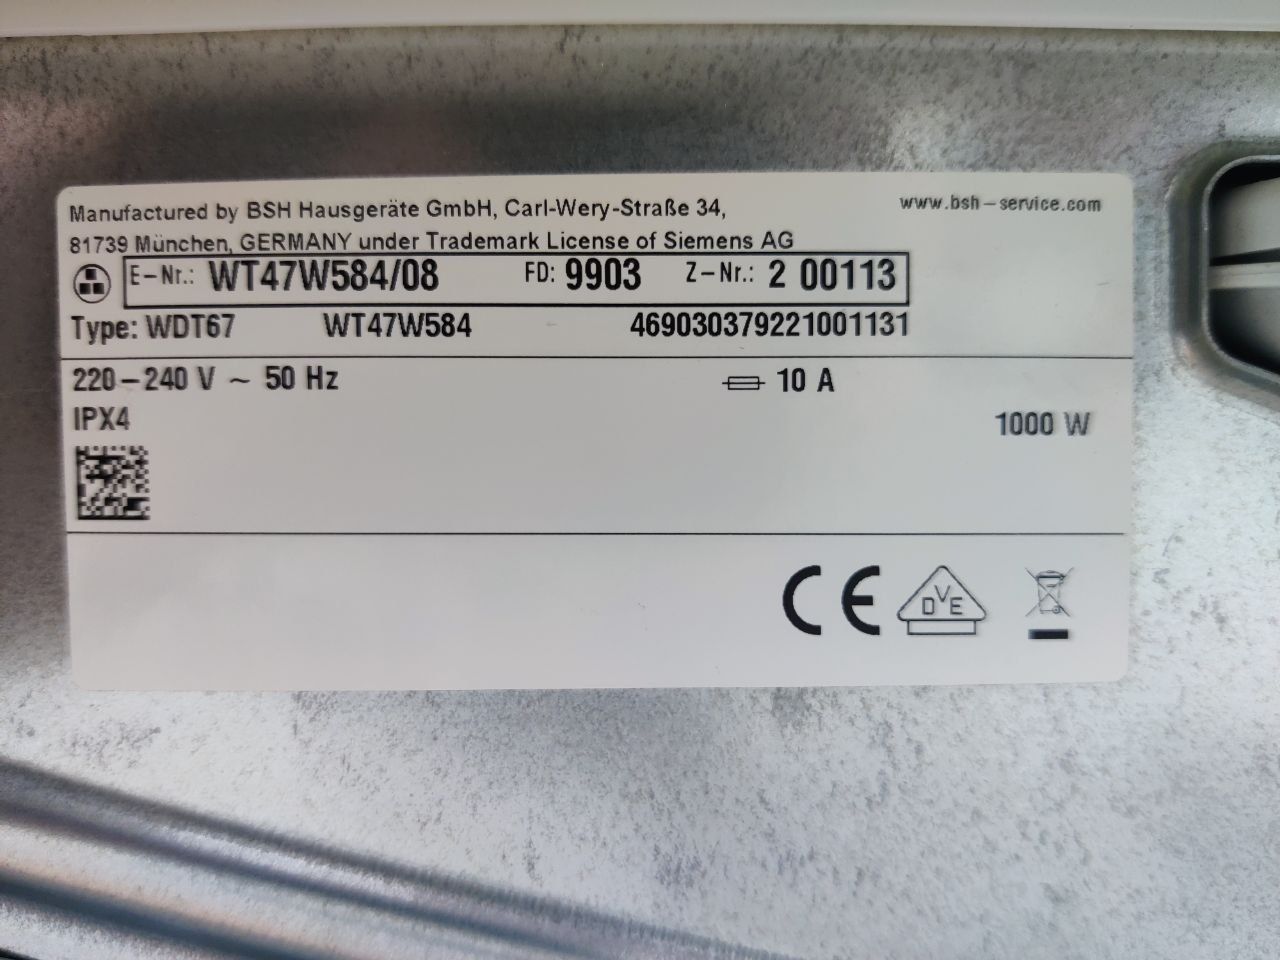 Manufactured by BSH Hausgeräte GmbH, Carl-Wery-Straße 34,
www.bsh-service.com
81739 München, GERMANY under Trademark License of Siemens AG
E-Nr.: WT47W584/08 FD: 9903 Z-Nr.: 2 00113
Type: WDT67 WT47W584 469030379221001131
220-240 V ~ 50 Hz 10 A
IPX4 1000 W
CE DVE